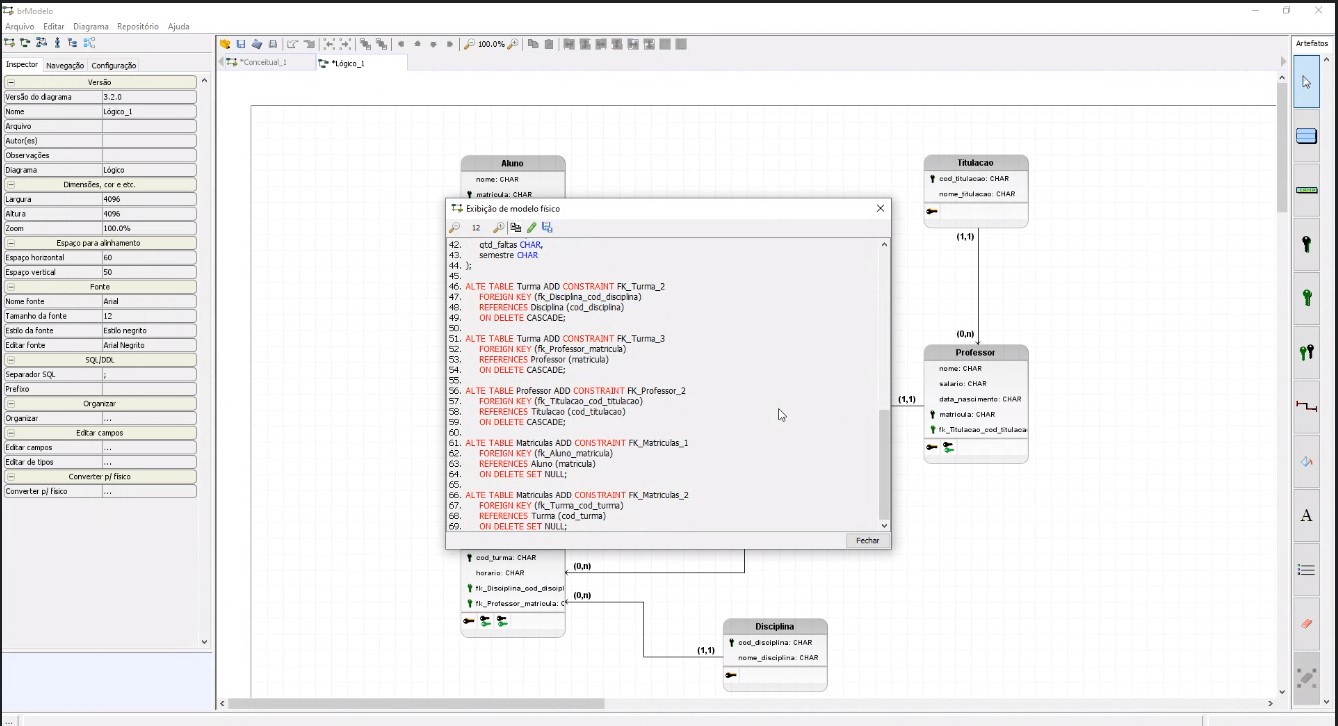 brModelo
Arquivo Editar Diagrama Repositório Ajuda
100.0%
Artefatos
Inspector Navegação Configuração
*Conceitual_1 *Lógico_1
Versão
Versão do diagrama 3.2.0
Nome Lógico_1
Arquivo
Autor(es)
Observações
Diagrama Lógico
Dimensões, cor e etc.
Largura 4096
Altura 4096
Zoom 100.0%
Espaço para alinhamento
Espaço horizontal 60
Espaço vertical 50
Fonte
Nome fonte Arial
Tamanho da fonte 12
Estilo da fonte Estilo negrito
Editar fonte Arial Negrito
SQL/DDL
Separador SQL ;
Prefixo
Organizar
Organizar ...
Editar campos
Editar campos ...
Editar de tipos ...
Converter p/ físico
Converter p/ físico ...
Aluno
nome: CHAR
matricula: CHAR
Exibição de modelo físico
12
42. qtd_faltas CHAR,
43. semestre CHAR
44. );
45.
46. ALTE TABLE Turma ADD CONSTRAINT FK_Turma_2
47. FOREIGN KEY (fk_Disciplina_cod_disciplina)
48. REFERENCES Disciplina (cod_disciplina)
49. ON DELETE CASCADE;
50.
51. ALTE TABLE Turma ADD CONSTRAINT FK_Turma_3
52. FOREIGN KEY (fk_Professor_matricula)
53. REFERENCES Professor (matricula)
54. ON DELETE CASCADE;
55.
56. ALTE TABLE Professor ADD CONSTRAINT FK_Professor_2
57. FOREIGN KEY (fk_Titulacao_cod_titulacao)
58. REFERENCES Titulacao (cod_titulacao)
59. ON DELETE CASCADE;
60.
61. ALTE TABLE Matriculas ADD CONSTRAINT FK_Matriculas_1
62. FOREIGN KEY (fk_Aluno_matricula)
63. REFERENCES Aluno (matricula)
64. ON DELETE SET NULL;
65.
66. ALTE TABLE Matriculas ADD CONSTRAINT FK_Matriculas_2
67. FOREIGN KEY (fk_Turma_cod_turma)
68. REFERENCES Turma (cod_turma)
69. ON DELETE SET NULL;
Fechar
Titulacao
cod_titulacao: CHAR
nome_titulacao: CHAR
(1,1)
(0,n)
Professor
nome: CHAR
salario: CHAR
data_nascimento: CHAR
matricula: CHAR
fk_Titulacao_cod_titulaca
(1,1)
cod_turma: CHAR
horario: CHAR
fk_Disciplina_cod_discipl
fk_Professor_matricula: C
(0,n)
(0,n)
(1,1)
Disciplina
cod_disciplina: CHAR
nome_disciplina: CHAR
A
...